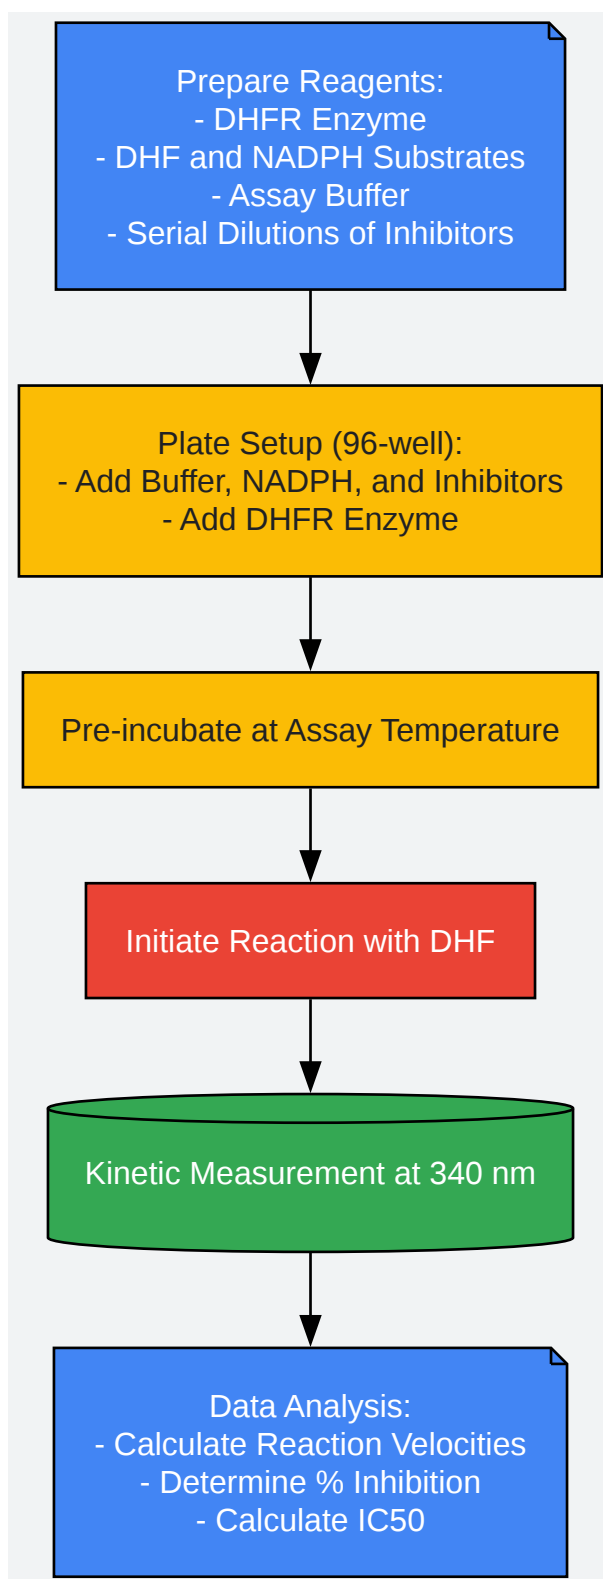 Prepare Reagents:
- DHFR Enzyme
- DHF and NADPH Substrates
- Assay Buffer
- Serial Dilutions of Inhibitors
Plate Setup (96-well):
- Add Buffer, NADPH, and Inhibitors
- Add DHFR Enzyme
Pre-incubate at Assay Temperature
Initiate Reaction with DHF
Kinetic Measurement at 340 nm
Data Analysis:
- Calculate Reaction Velocities
- Determine % Inhibition
- Calculate IC50